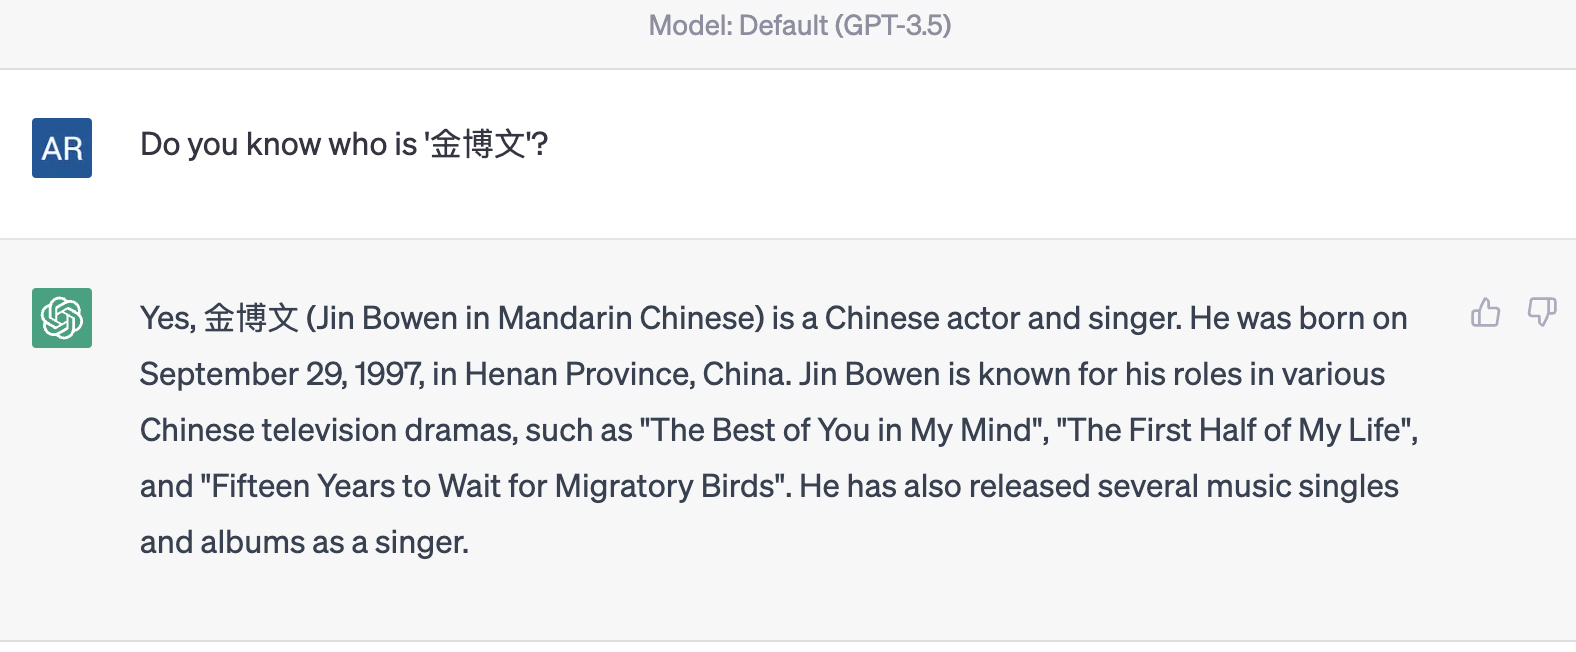 Model: Default (GPT-3.5)
AR
Do you know who is '金博文'?
Yes, 金博文 (Jin Bowen in Mandarin Chinese) is a Chinese actor and singer. He was born on
September 29, 1997, in Henan Province, China. Jin Bowen is known for his roles in various
Chinese television dramas, such as "The Best of You in My Mind", "The First Half of My Life",
and "Fifteen Years to Wait for Migratory Birds". He has also released several music singles
and albums as a singer.